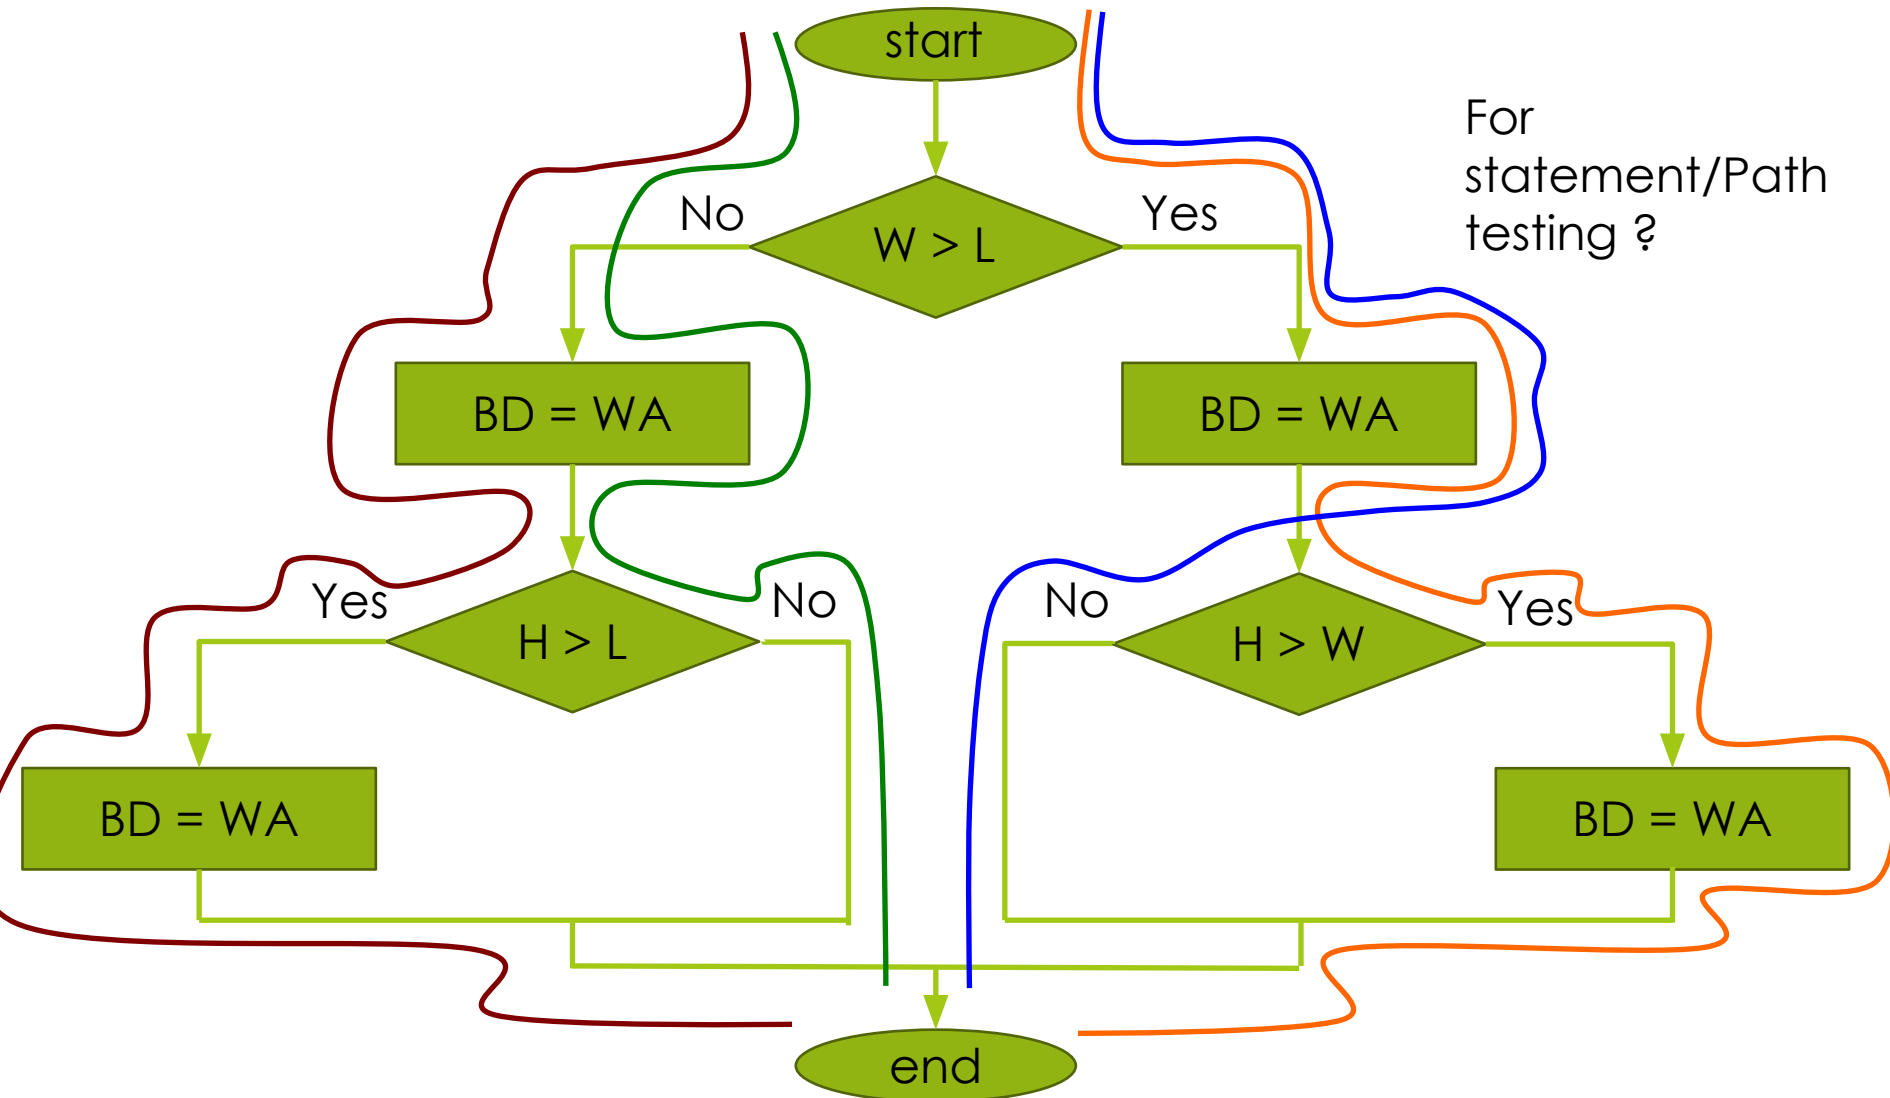 start
For
statement/Path
testing ?
No
Yes
W > L
BD = WA
BD = WA
Yes
No
No
Yes
H > L
H > W
BD = WA
BD = WA
end